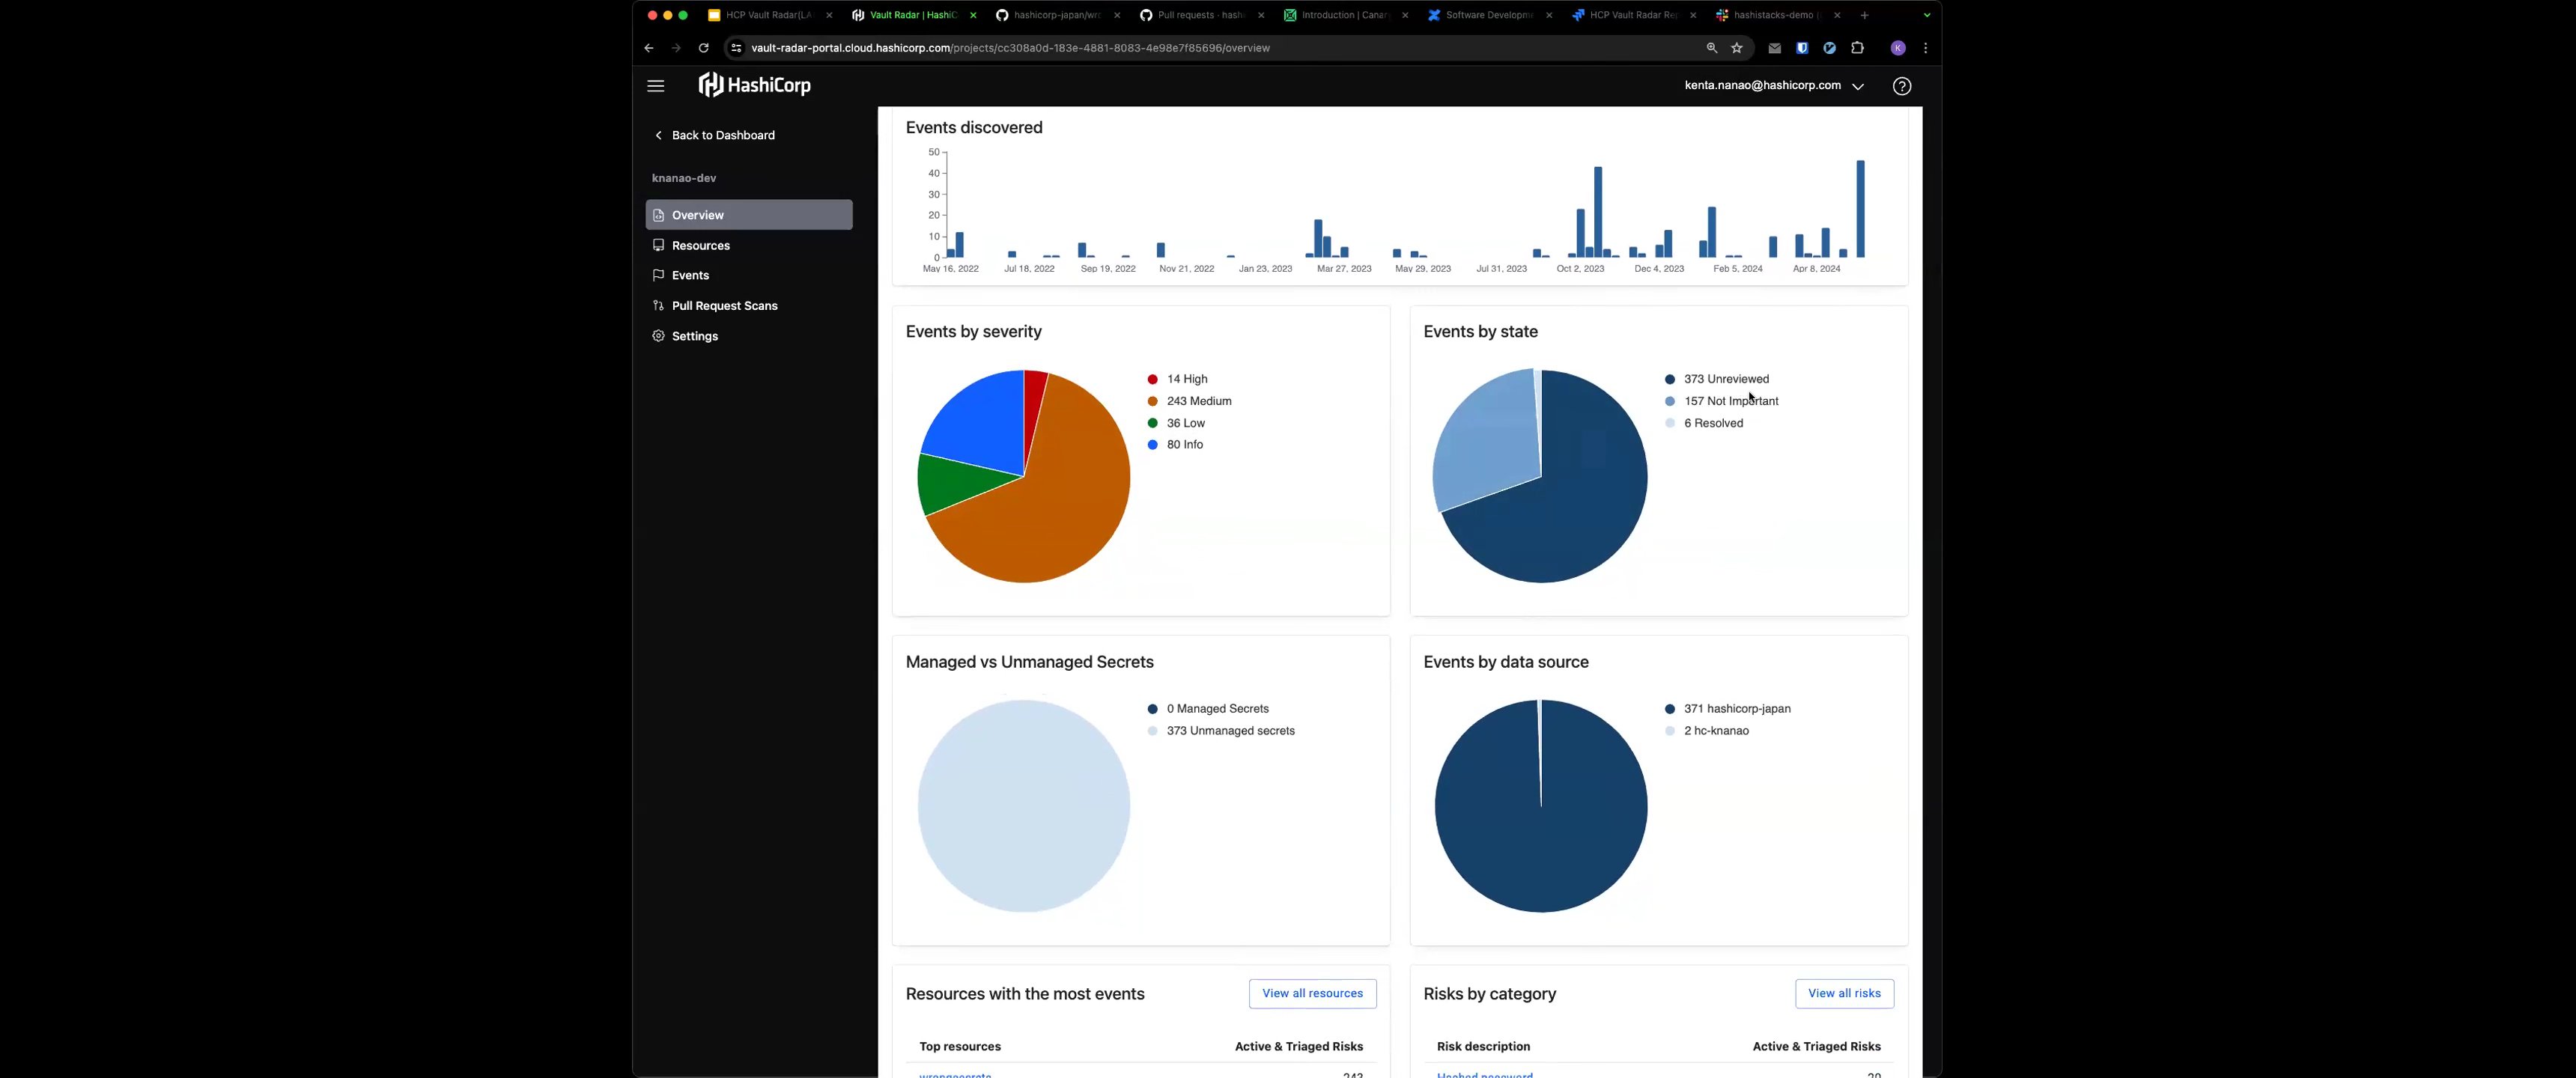 HCP Vault Radar(LA
Vault Radar | HashiC
hashicorp-japan/wro
Pull requests · hashi
Introduction | Canar
Software Developme
HCP Vault Radar Rep
hashistacks-demo (
vault-radar-portal.cloud.hashicorp.com/projects/cc308a0d-183e-4881-8083-4e98e7f85696/overview
K
HashiCorp
kenta.nanao@hashicorp.com
Back to Dashboard
knanao-dev
Overview
Resources
Events
Pull Request Scans
Settings
Events discovered
50
40
30
20
10
0
May 16, 2022 Jul 18, 2022 Sep 19, 2022 Nov 21, 2022 Jan 23, 2023 Mar 27, 2023 May 29, 2023 Jul 31, 2023 Oct 2, 2023 Dec 4, 2023 Feb 5, 2024 Apr 8, 2024
Events by severity
14 High
243 Medium
36 Low
80 Info
Events by state
373 Unreviewed
157 Not Important
6 Resolved
Managed vs Unmanaged Secrets
0 Managed Secrets
373 Unmanaged secrets
Events by data source
371 hashicorp-japan
2 hc-knanao
Resources with the most events
View all resources
Top resources Active & Triaged Risks
wrongsecrets 243
Risks by category
View all risks
Risk description Active & Triaged Risks
Hashed password 20